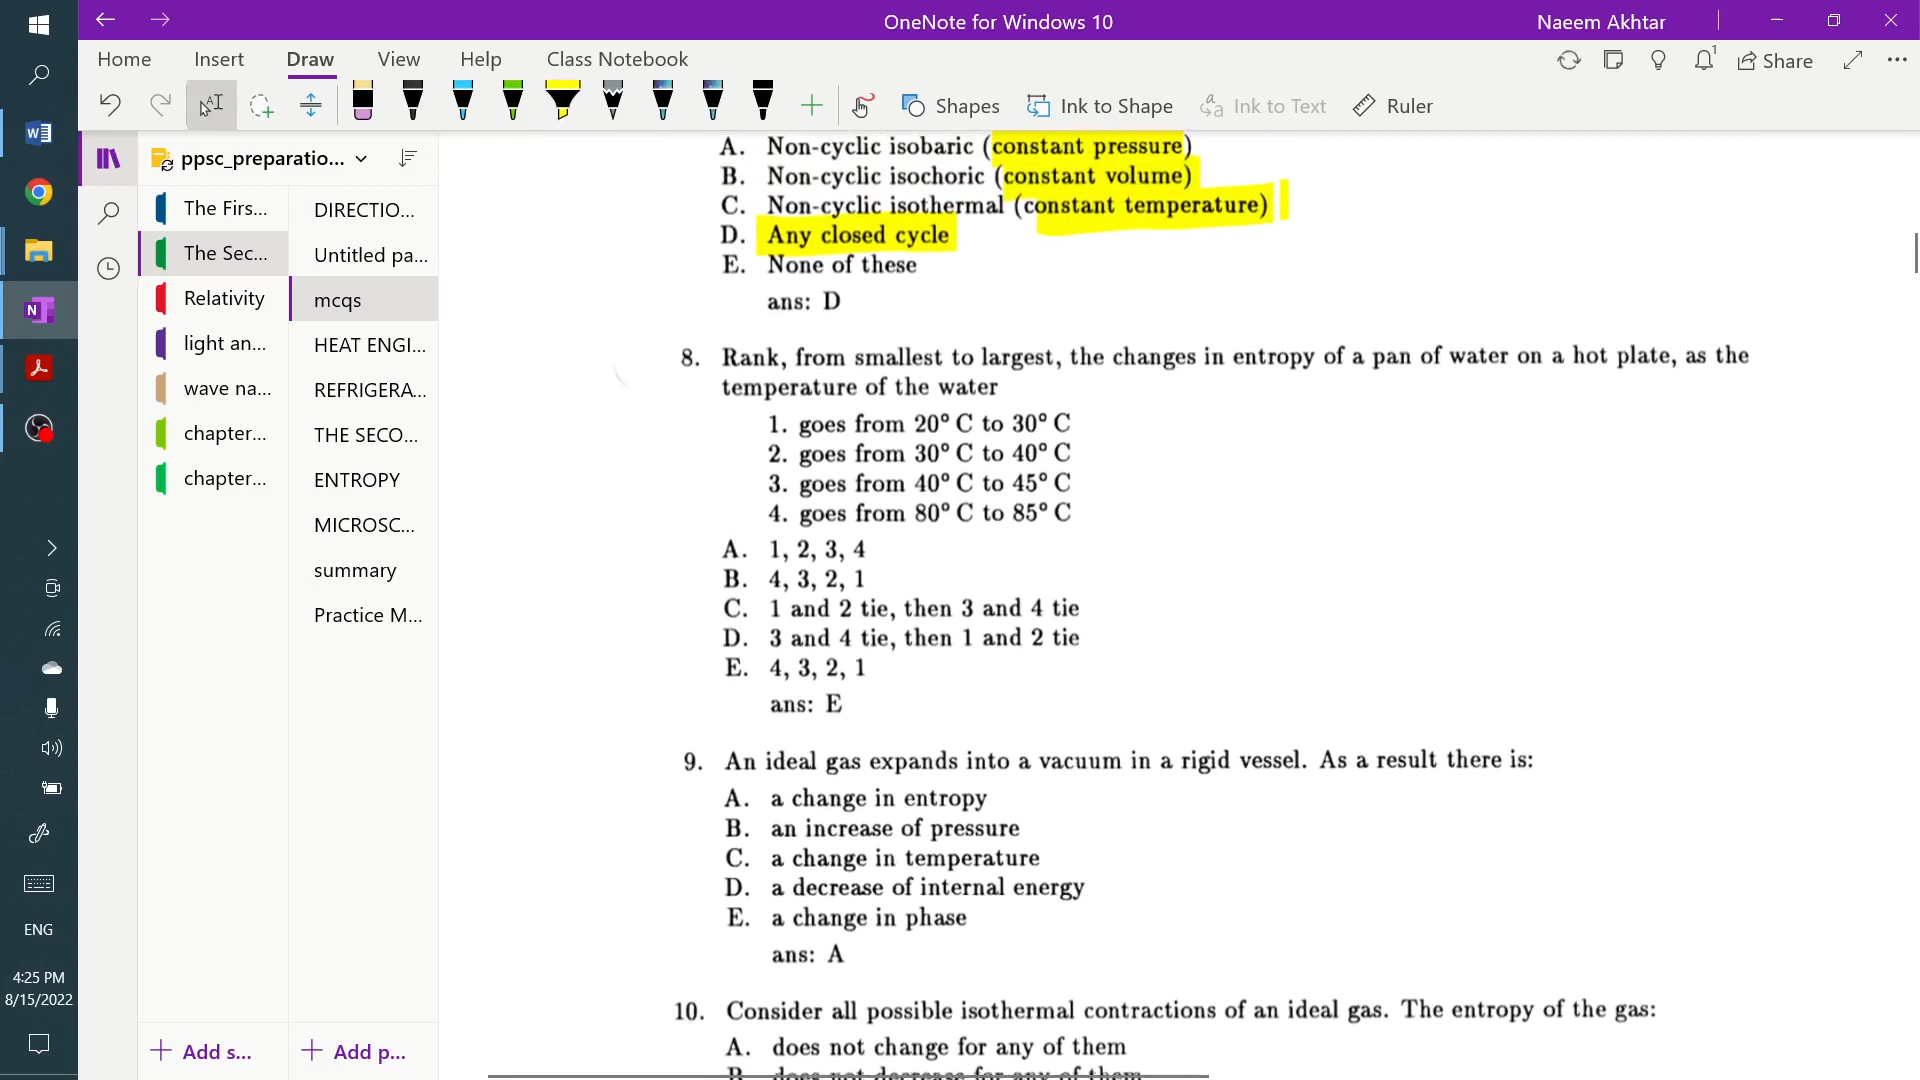 OneNote for Windows 10
Naeem Akhtar
Home
Insert
Draw
View
Help
Class Notebook
1
Share
Shapes
Ink to Shape
Ink to Text
Ruler
ppsc_preparatio...
The Firs...
The Sec...
Relativity
light an...
wave na...
chapter...
chapter...
DIRECTIO...
Untitled pa...
mcqs
HEAT ENGI...
REFRIGERA...
THE SECO...
ENTROPY
MICROSC...
summary
Practice M...
Add s...
Add p...
A. Non-cyclic isobaric (constant pressure)
B. Non-cyclic isochoric (constant volume)
C. Non-cyclic isothermal (constant temperature)
D. Any closed cycle
E. None of these
ans: D
8. Rank, from smallest to largest, the changes in entropy of a pan of water on a hot plate, as the
temperature of the water
1. goes from 20° C to 30° C
2. goes from 30° C to 40° C
3. goes from 40° C to 45° C
4. goes from 80° C to 85° C
A. 1, 2, 3, 4
B. 4, 3, 2, 1
C. 1 and 2 tie, then 3 and 4 tie
D. 3 and 4 tie, then 1 and 2 tie
E. 4, 3, 2, 1
ans: E
9. An ideal gas expands into a vacuum in a rigid vessel. As a result there is:
A. a change in entropy
B. an increase of pressure
C. a change in temperature
D. a decrease of internal energy
E. a change in phase
ans: A
10. Consider all possible isothermal contractions of an ideal gas. The entropy of the gas:
A. does not change for any of them
B. does not decrease for any of them
ENG
4:25 PM
8/15/2022